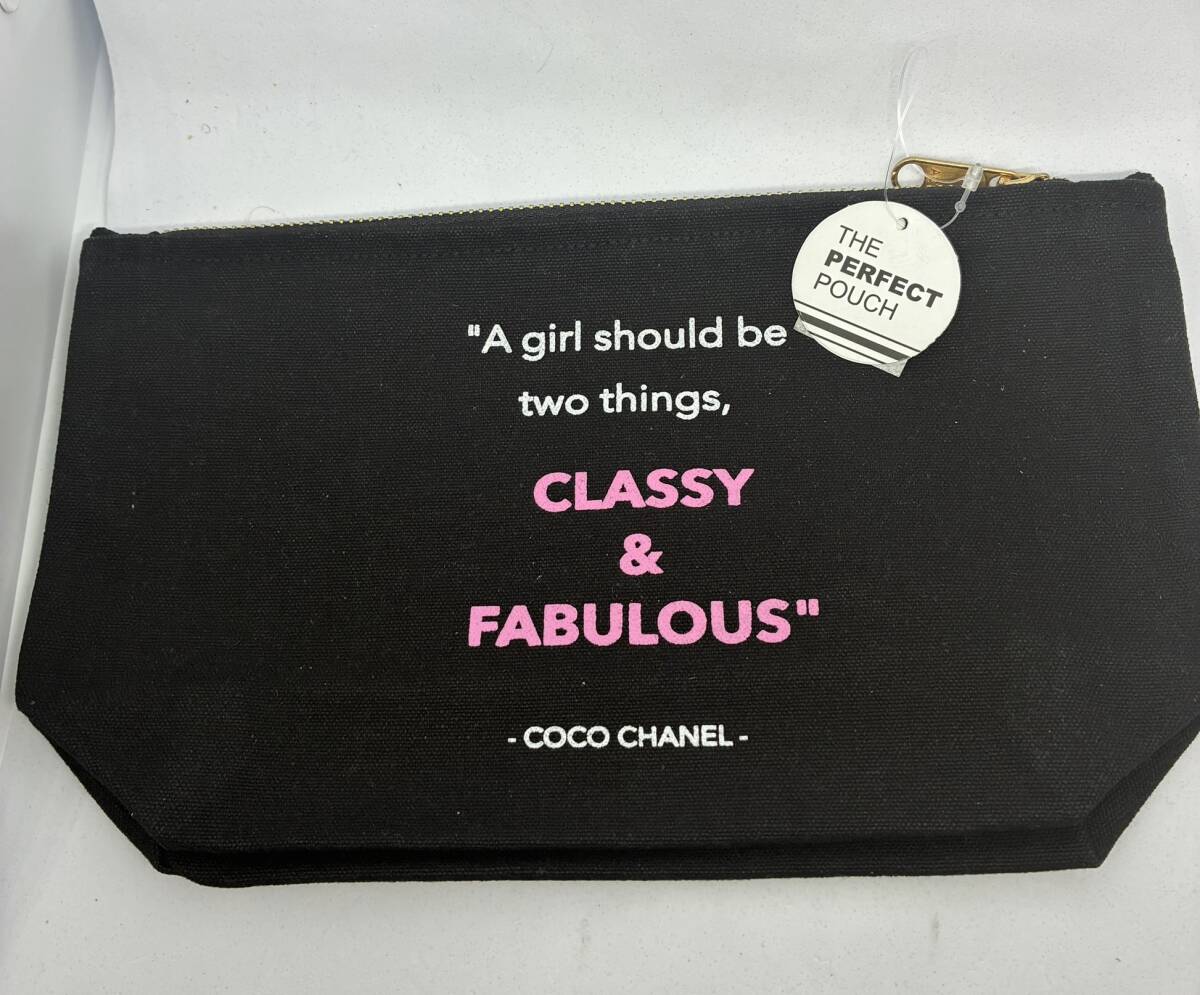 THE
PERFECT
POUCH
"A girl should be
two things,
CLASSY
&
FABULOUS"
- COCO CHANEL -